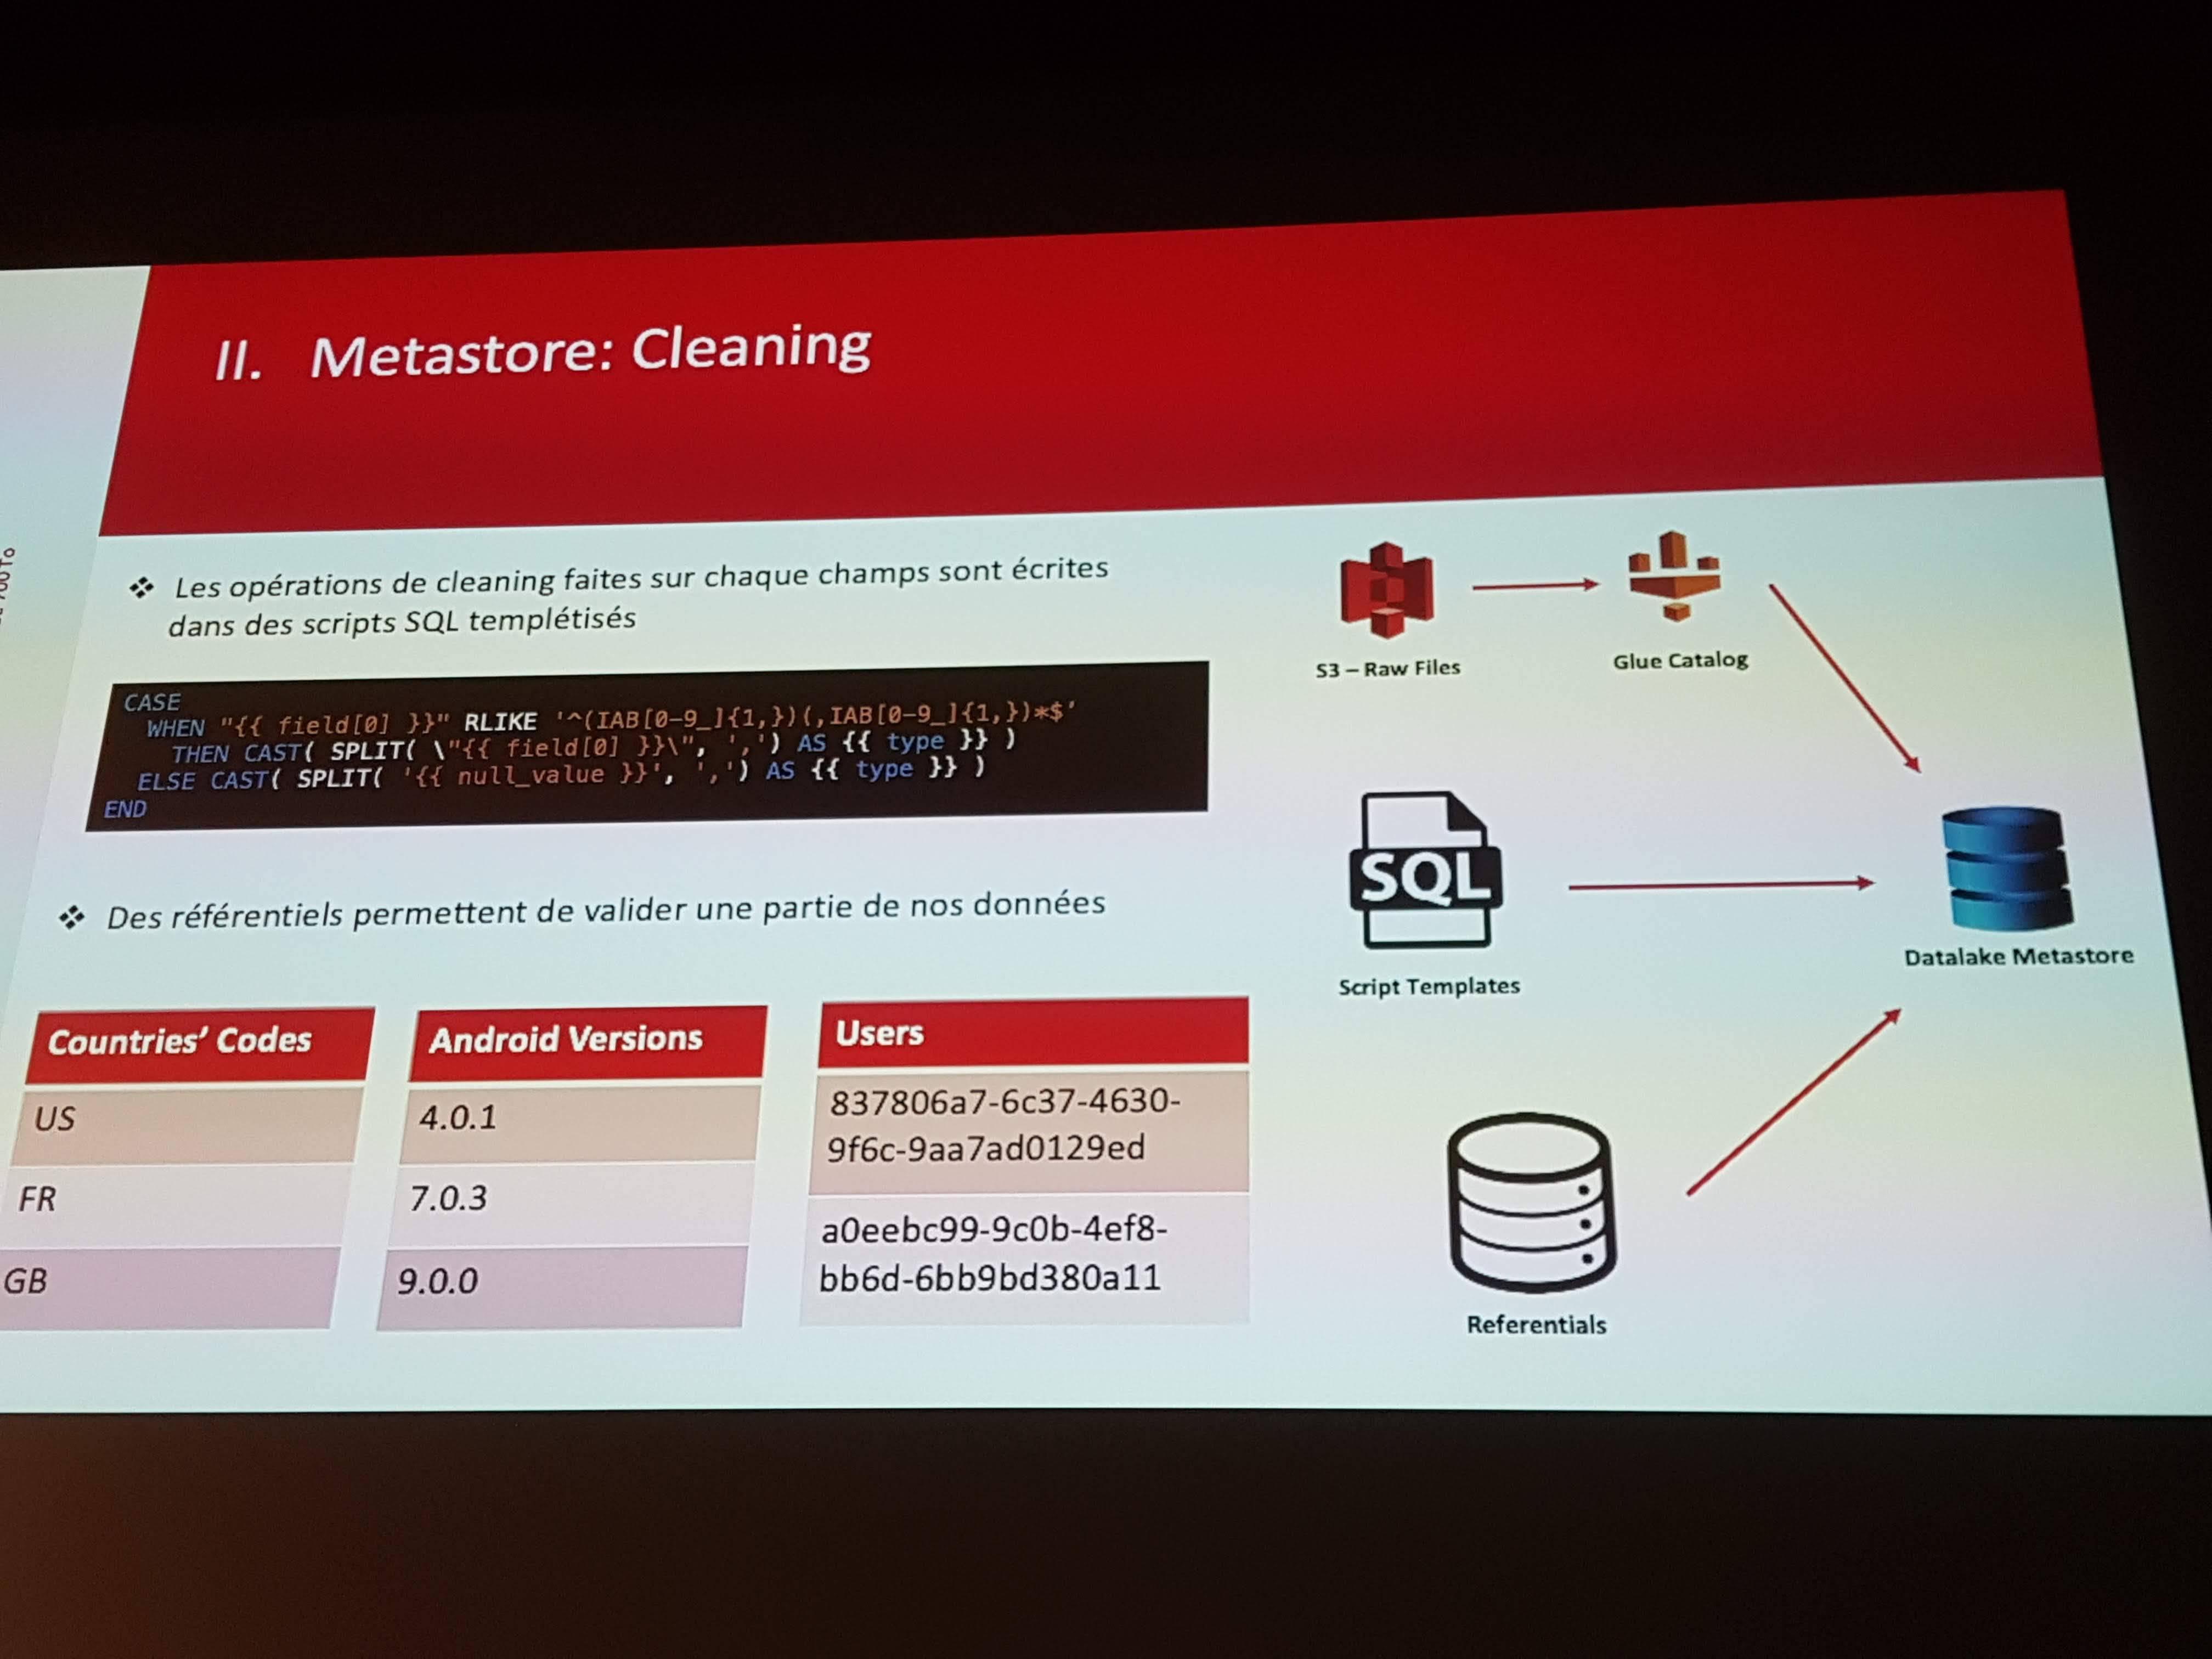 II. Metastore: Cleaning
❖ Les opérations de cleaning faites sur chaque champs sont écrites
dans des scripts SQL templétisés
CASE
WHEN "{{ field[0] }}" RLIKE '^(IAB[0-9_]{1,})(,IAB[0-9_]{1,})*$'
THEN CAST( SPLIT( \"{{ field[0] }}\", ',') AS {{ type }} )
ELSE CAST( SPLIT( '{{ null_value }}', ',') AS {{ type }} )
END
❖ Des référentiels permettent de valider une partie de nos données
Countries' Codes
US
FR
GB
Android Versions
4.0.1
7.0.3
9.0.0
Users
837806a7-6c37-4630-
9f6c-9aa7ad0129ed
a0eebc99-9c0b-4ef8-
bb6d-6bb9bd380a11
S3 – Raw Files
Glue Catalog
SQL
Script Templates
Datalake Metastore
Referentials